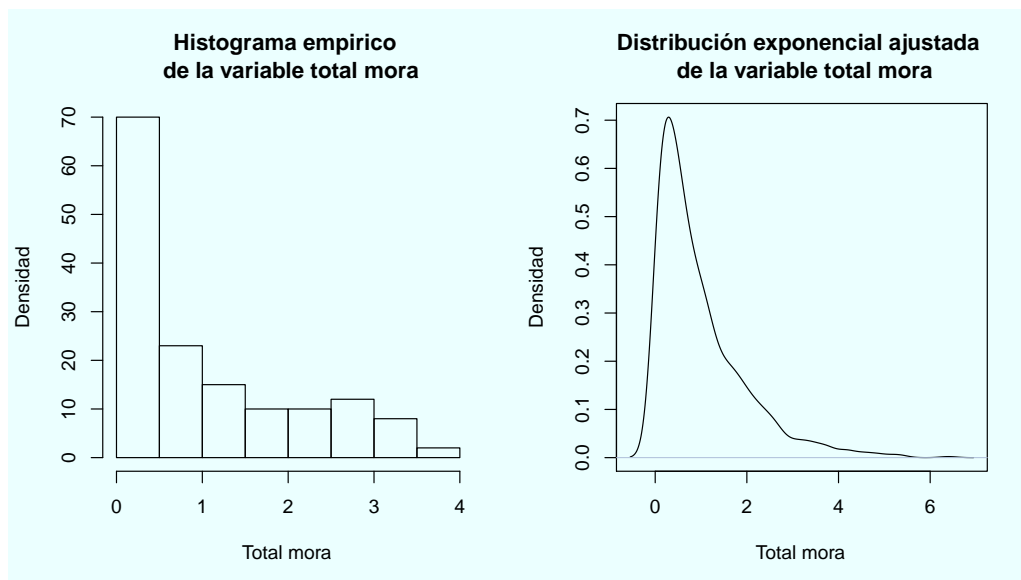 Histograma empirico
de la variable total mora
Densidad
70
60
50
40
30
20
10
0
0 1 2 3 4
Total mora
Distribución exponencial ajustada
de la variable total mora
Densidad
0.7
0.6
0.5
0.4
0.3
0.2
0.1
0.0
0 2 4 6
Total mora